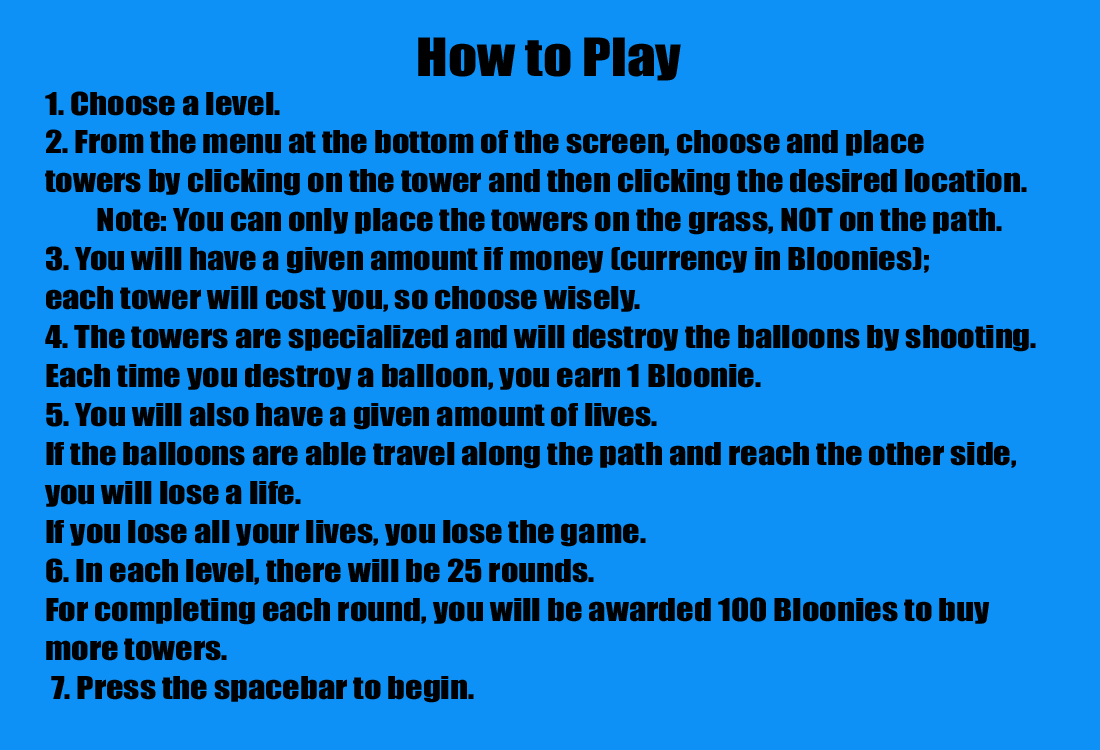 How to Play
1. Choose a level.
2. From the menu at the bottom of the screen, choose and place
towers by clicking on the tower and then clicking the desired location.
Note: You can only place the towers on the grass, NOT on the path.
3. You will have a given amount if money (currency in Bloonies);
each tower will cost you, so choose wisely.
4. The towers are specialized and will destroy the balloons by shooting.
Each time you destroy a balloon, you earn 1 Bloonie.
5. You will also have a given amount of lives.
If the balloons are able travel along the path and reach the other side,
you will lose a life.
If you lose all your lives, you lose the game.
6. In each level, there will be 25 rounds.
For completing each round, you will be awarded 100 Bloonies to buy
more towers.
7. Press the spacebar to begin.